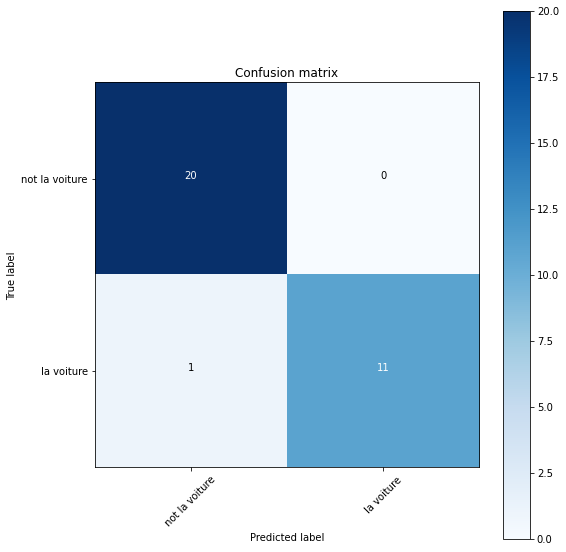 Confusion matrix
True label
not la voiture
la voiture
20
0
1
11
not la voiture
la voiture
Predicted label
20.0
17.5
15.0
12.5
10.0
7.5
5.0
2.5
0.0